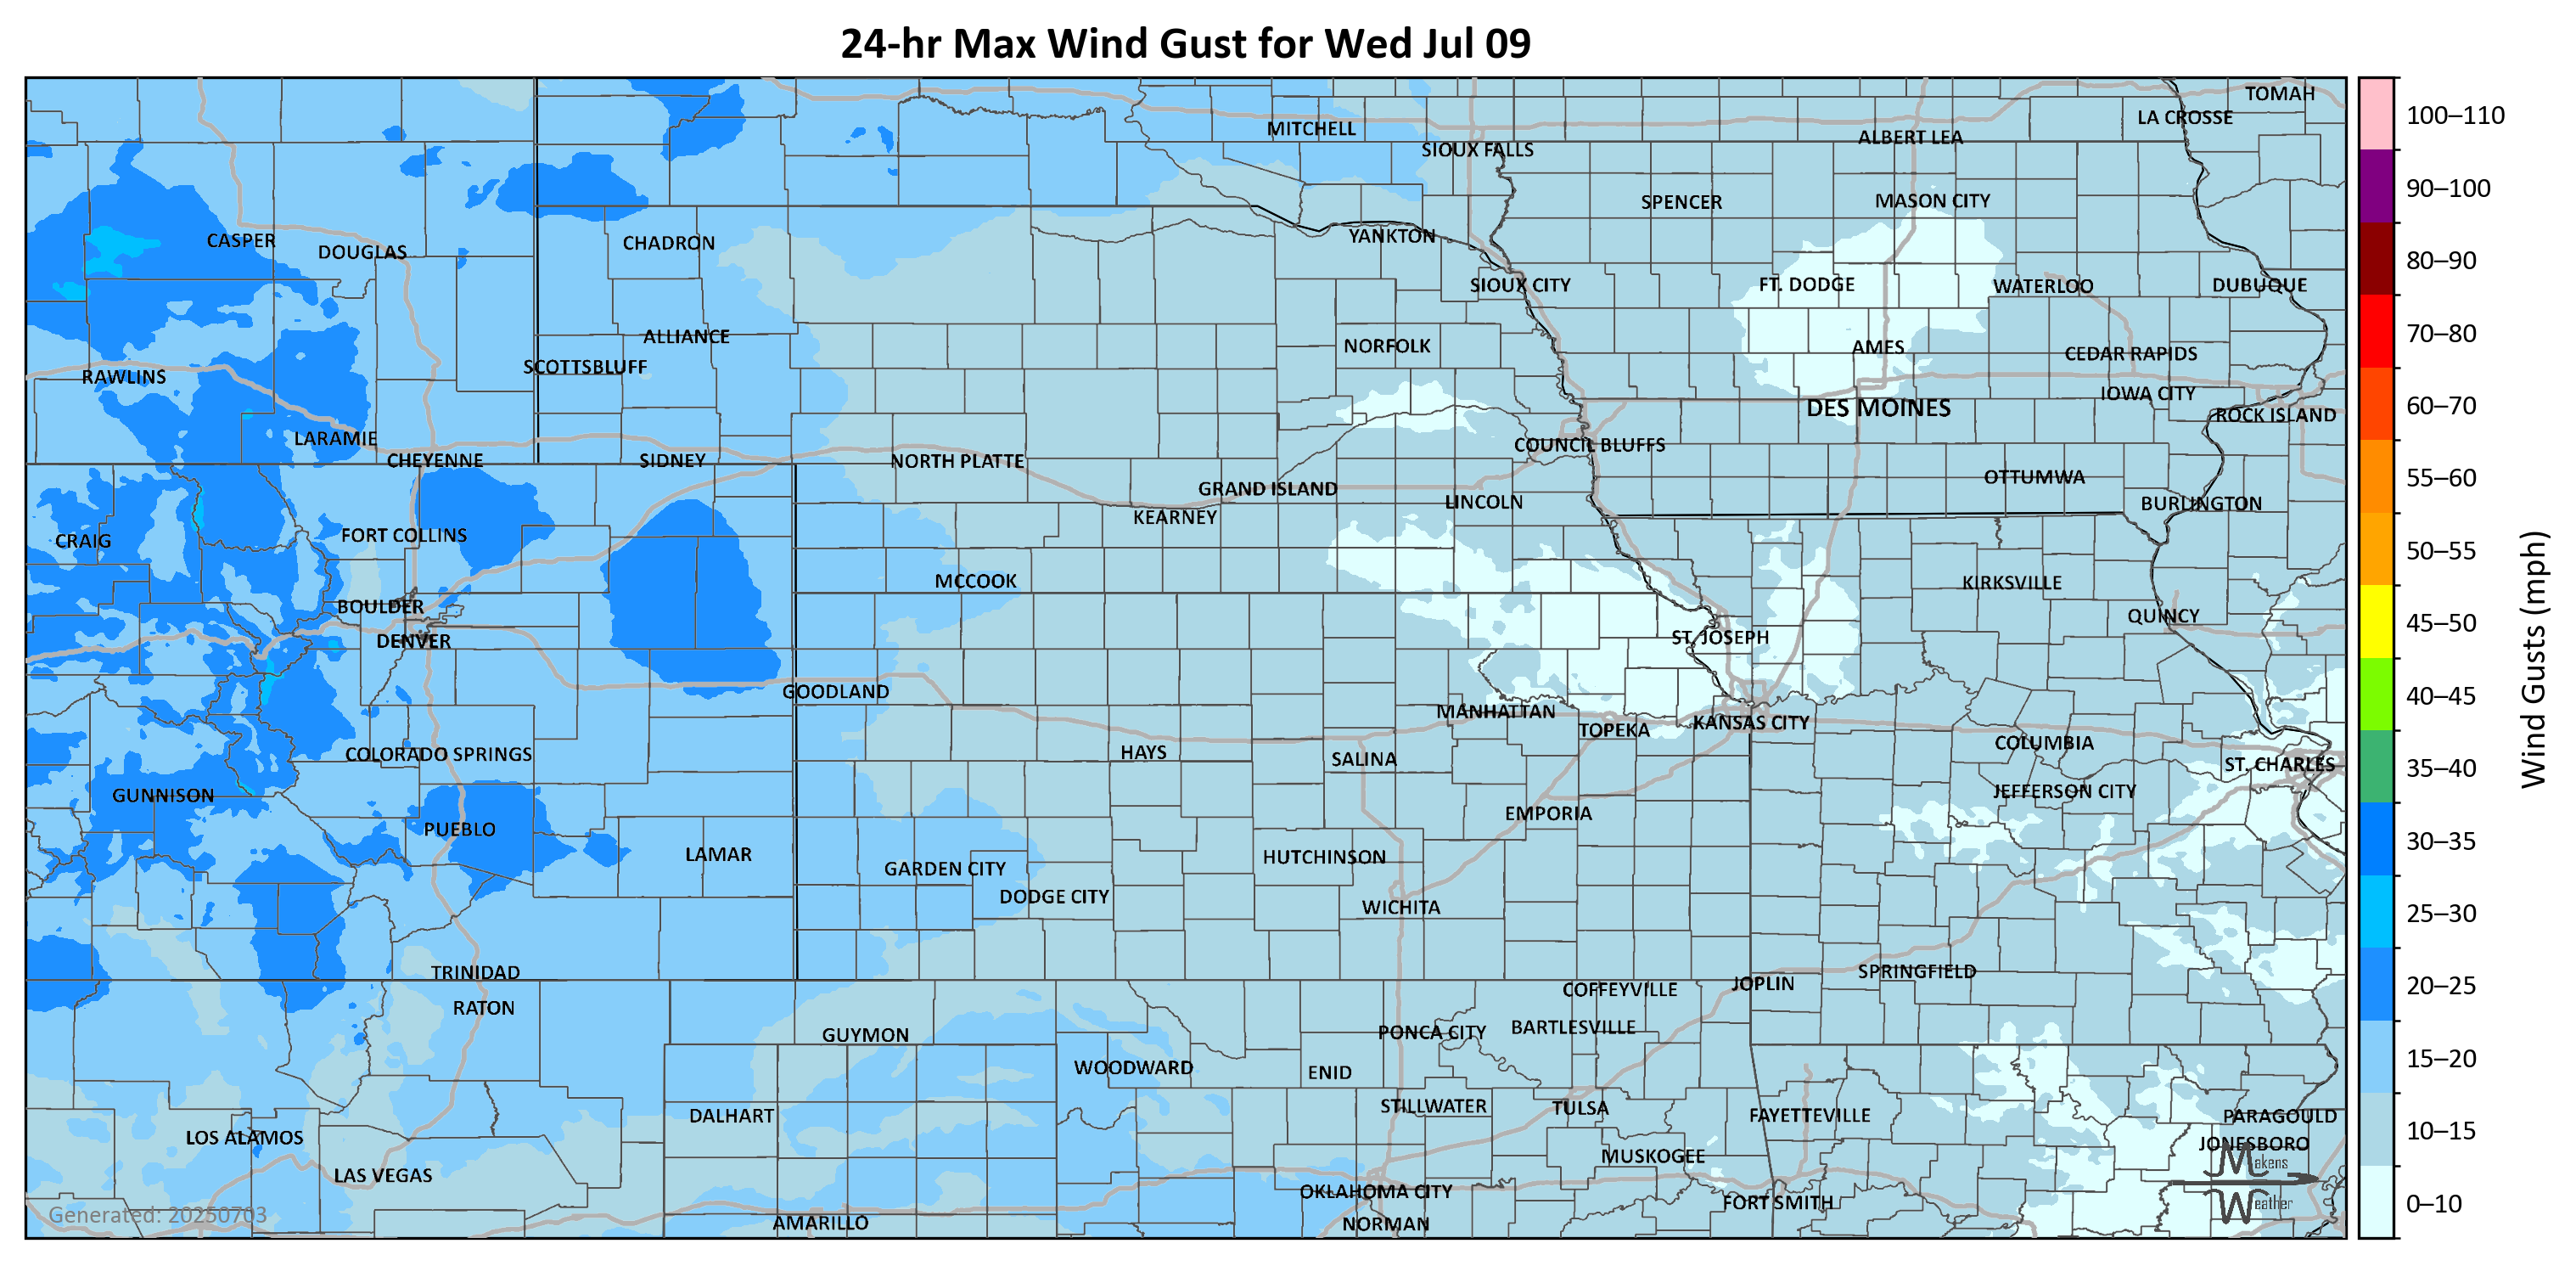 24-hr Max Wind Gust for Wed Jul 09
TOMAH
LA CROSSE
MITCHELL
ALBERT LEA
SIOUX FALLS
SPENCER
MASON CITY
CASPER
DOUGLAS
CHADRON
YANKTON
SIOUX CITY
FT. DODGE
WATERLOO
DUBUQUE
ALLIANCE
NORFOLK
AMES
CEDAR RAPIDS
SCOTTSBLUFF
RAWLINS
IOWA CITY
DES MOINES
ROCK ISLAND
LARAMIE
COUNCIL BLUFFS
CHEYENNE
SIDNEY
NORTH PLATTE
OTTUMWA
GRAND ISLAND
LINCOLN
BURLINGTON
KEARNEY
CRAIG
FORT COLLINS
MCCOOK
KIRKSVILLE
BOULDER
QUINCY
DENVER
ST. JOSEPH
GOODLAND
MANHATTAN
TOPEKA
KANSAS CITY
COLUMBIA
COLORADO SPRINGS
HAYS
SALINA
ST. CHARLES
GUNNISON
JEFFERSON CITY
EMPORIA
PUEBLO
LAMAR
HUTCHINSON
GARDEN CITY
DODGE CITY
WICHITA
TRINIDAD
SPRINGFIELD
JOPLIN
COFFEYVILLE
RATON
GUYMON
PONCA CITY
BARTLESVILLE
WOODWARD
ENID
STILLWATER
TULSA
DALHART
FAYETTEVILLE
PARAGOULD
LOS ALAMOS
JONESBORO
MUSKOGEE
LAS VEGAS
OKLAHOMA CITY
FORT SMITH
AMARILLO
NORMAN
Generated: 20250703
Makens
Weather
100–110
90–100
80–90
70–80
60–70
55–60
50–55
45–50
40–45
35–40
30–35
25–30
20–25
15–20
10–15
0–10
Wind Gusts (mph)